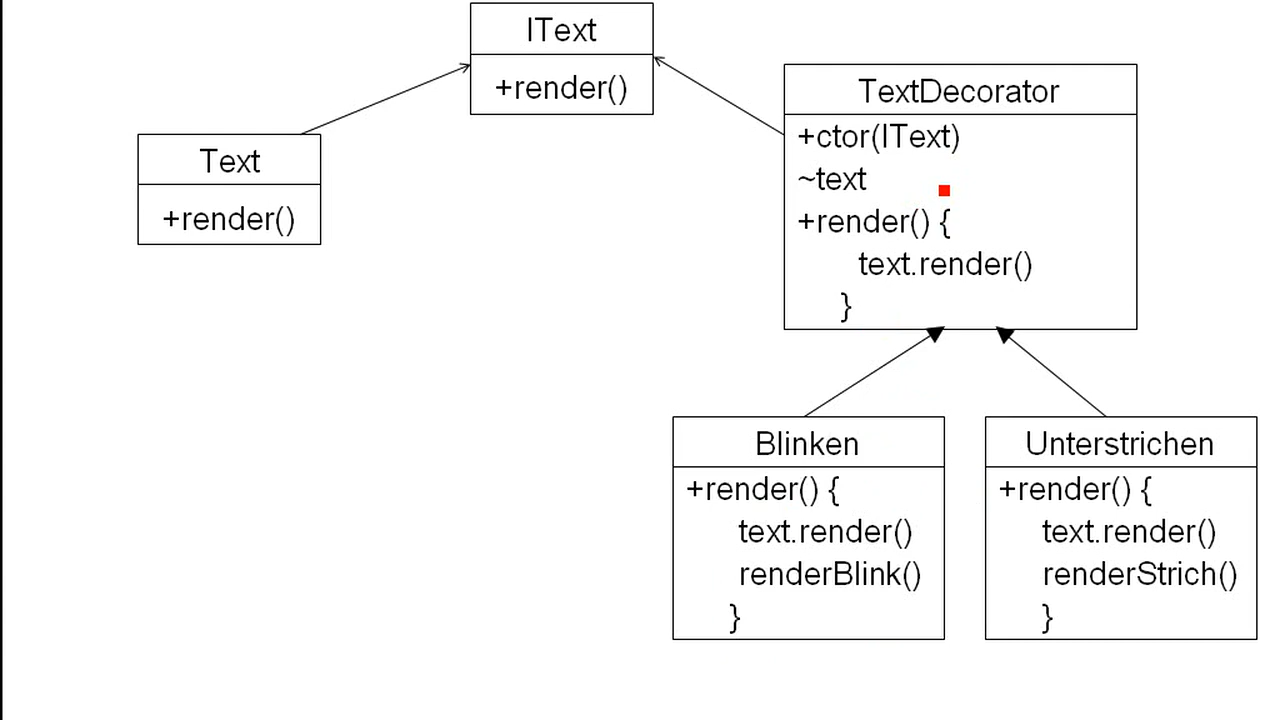 IText
+render()
Text
+render()
TextDecorator
+ctor(IText)
~text
+render() {
text.render()
}
Blinken
+render() {
text.render()
renderBlink()
}
Unterstrichen
+render() {
text.render()
renderStrich()
}